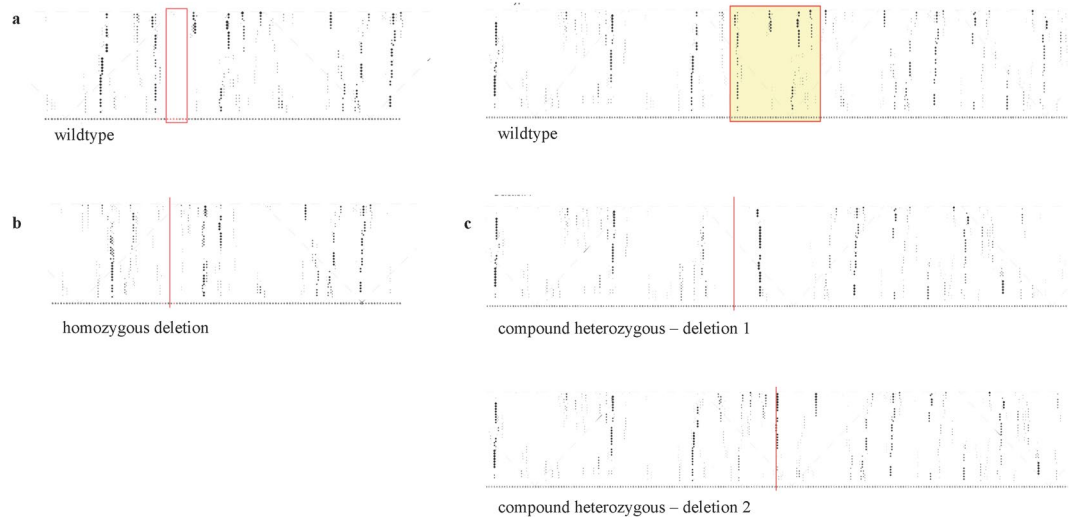 a
wildtype
wildtype
b
homozygous deletion
c
compound heterozygous – deletion 1
compound heterozygous – deletion 2